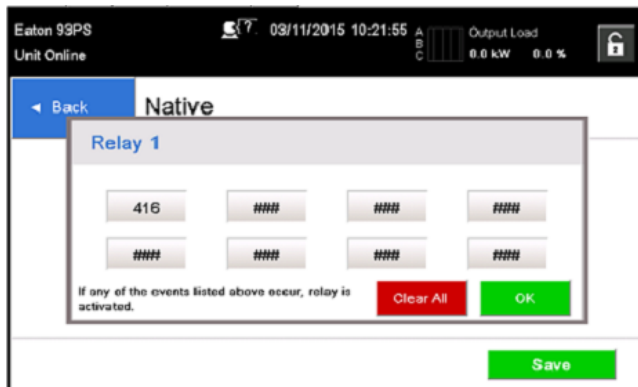 Eaton 93PS
Unit Online
?
03/11/2015 10:21:55
A
B
C
Output Load
0.0 kW 0.0 %
◄ Back
Native
Relay 1
416 ### ### ###
### ### ### ###
If any of the events listed above occur, relay is
activated.
Clear All
OK
Save